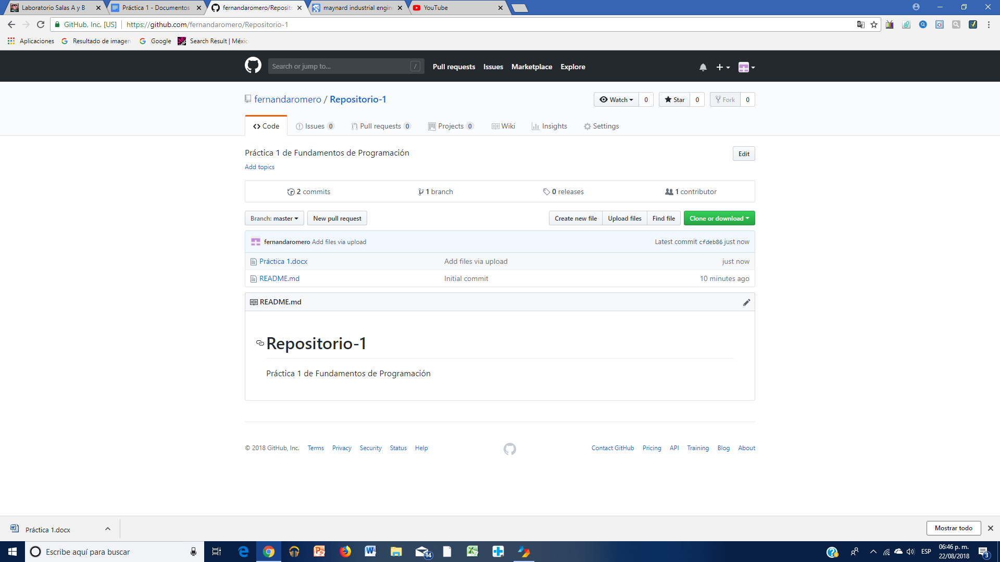 Laboratorio Salas A y B
Práctica 1 - Documentos
fernandaromero/Reposito
maynard industrial engin
YouTube
GitHub, Inc. [US]
https://github.com/fernandaromero/Repositorio-1
Aplicaciones
Resultado de imagen
Google
Search Result | Méxic
Search or jump to...
/
Pull requests
Issues
Marketplace
Explore
fernandaromero / Repositorio-1
Watch 0
Star 0
Fork 0
Code
Issues 0
Pull requests 0
Projects 0
Wiki
Insights
Settings
Práctica 1 de Fundamentos de Programación
Edit
Add topics
2 commits
1 branch
0 releases
1 contributor
Branch: master
New pull request
Create new file
Upload files
Find file
Clone or download
fernandaromero Add files via upload
Latest commit cfdeb86 just now
Práctica 1.docx
Add files via upload
just now
README.md
Initial commit
10 minutes ago
README.md
Repositorio-1
Práctica 1 de Fundamentos de Programación
© 2018 GitHub, Inc.
Terms
Privacy
Security
Status
Help
Contact GitHub
Pricing
API
Training
Blog
About
Práctica 1.docx
Mostrar todo
Escribe aquí para buscar
14
ESP
06:46 p. m.
22/08/2018
3